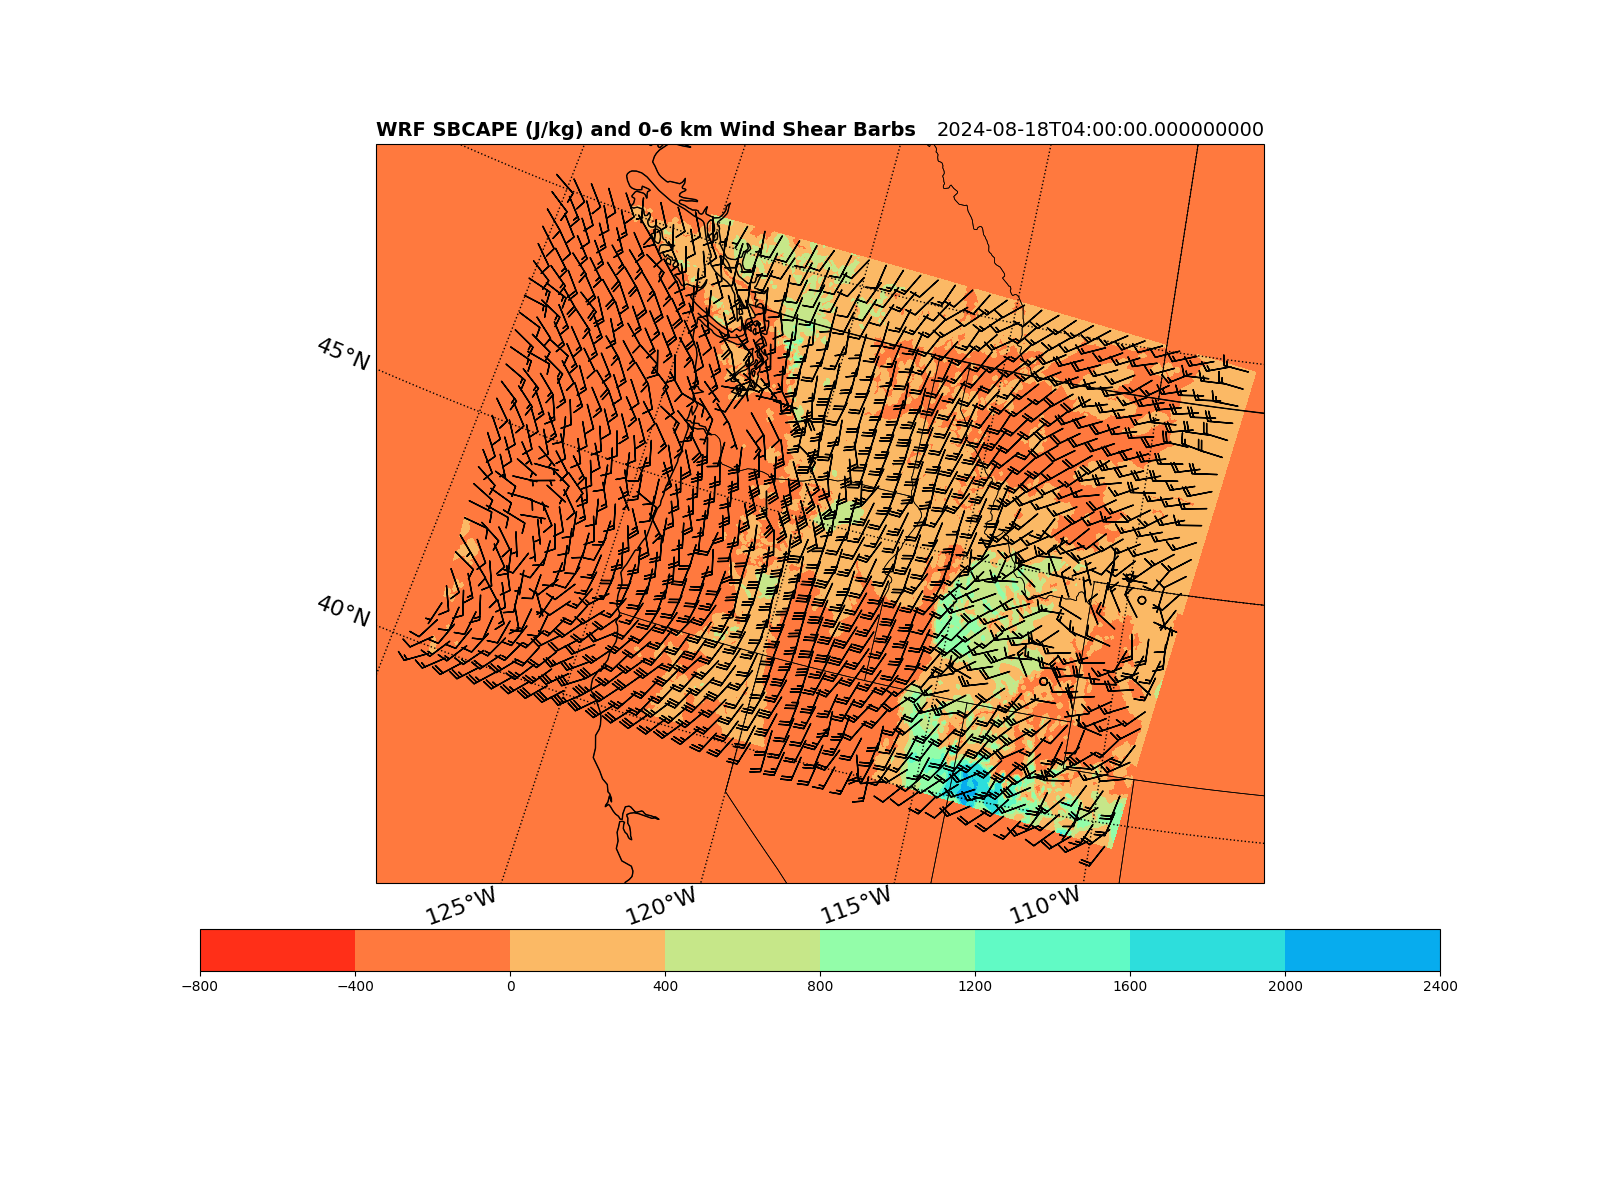 WRF SBCAPE (J/kg) and 0-6 km Wind Shear Barbs 2024-08-18T04:00:00.000000000
45°N
40°N
125°W 120°W 115°W 110°W
−800 −400 0 400 800 1200 1600 2000 2400